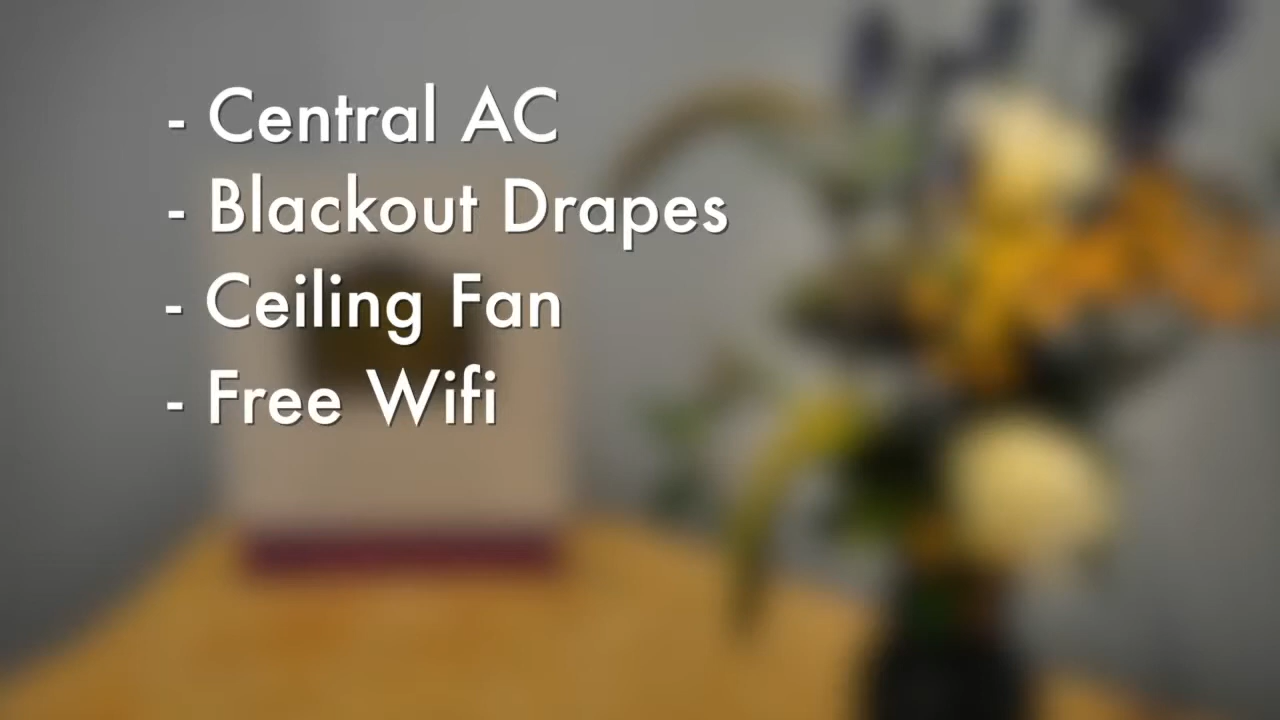 - Central AC
- Blackout Drapes
- Ceiling Fan
- Free Wifi